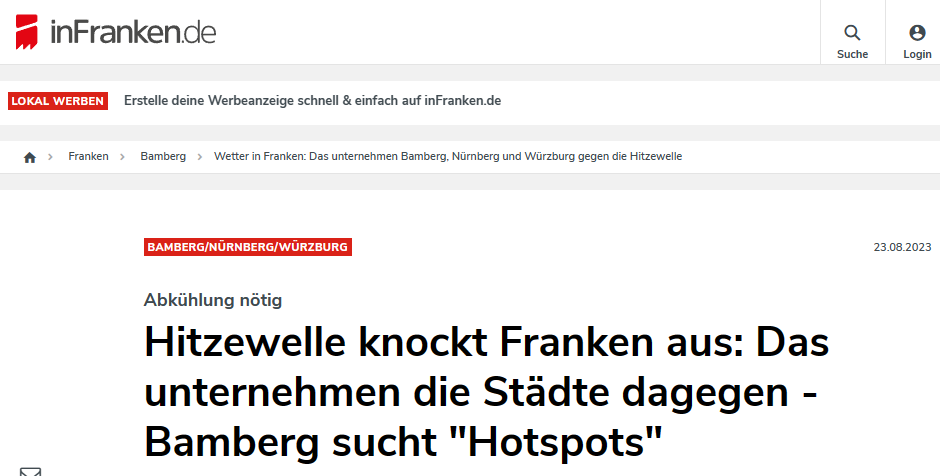 inFranken.de
Suche
Login
LOKAL WERBEN
Erstelle deine Werbeanzeige schnell & einfach auf inFranken.de
Franken
Bamberg
Wetter in Franken: Das unternehmen Bamberg, Nürnberg und Würzburg gegen die Hitzewelle
BAMBERG/NÜRNBERG/WÜRZBURG
23.08.2023
Abkühlung nötig
Hitzewelle knockt Franken aus: Das
unternehmen die Städte dagegen -
Bamberg sucht "Hotspots"